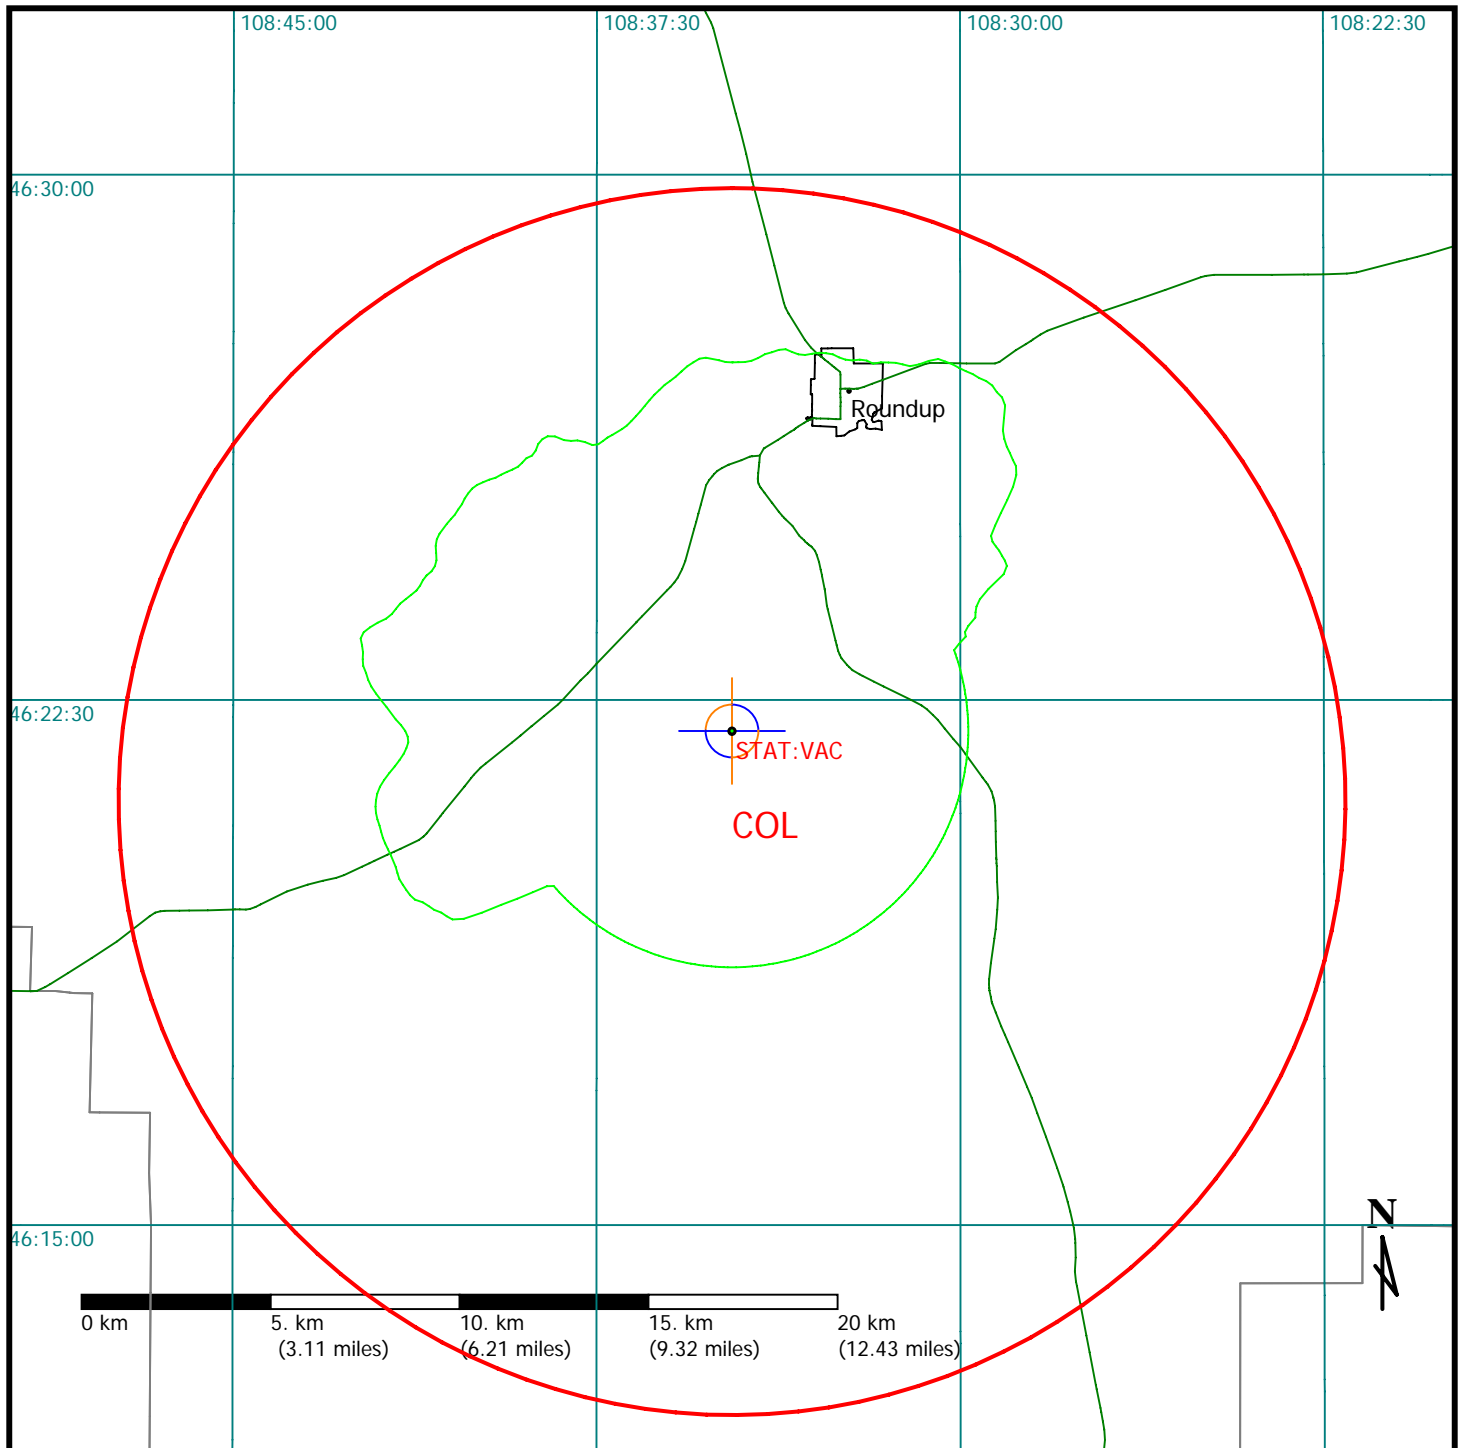 108:45:00
108:37:30
108:30:00
108:22:30
46:30:00
Roundup
46:22:30
STAT:VAC
COL
N
46:15:00
0 km
5. km
10. km
15. km
20 km
(3.11 miles)
(6.21 miles)
(9.32 miles)
(12.43 miles)